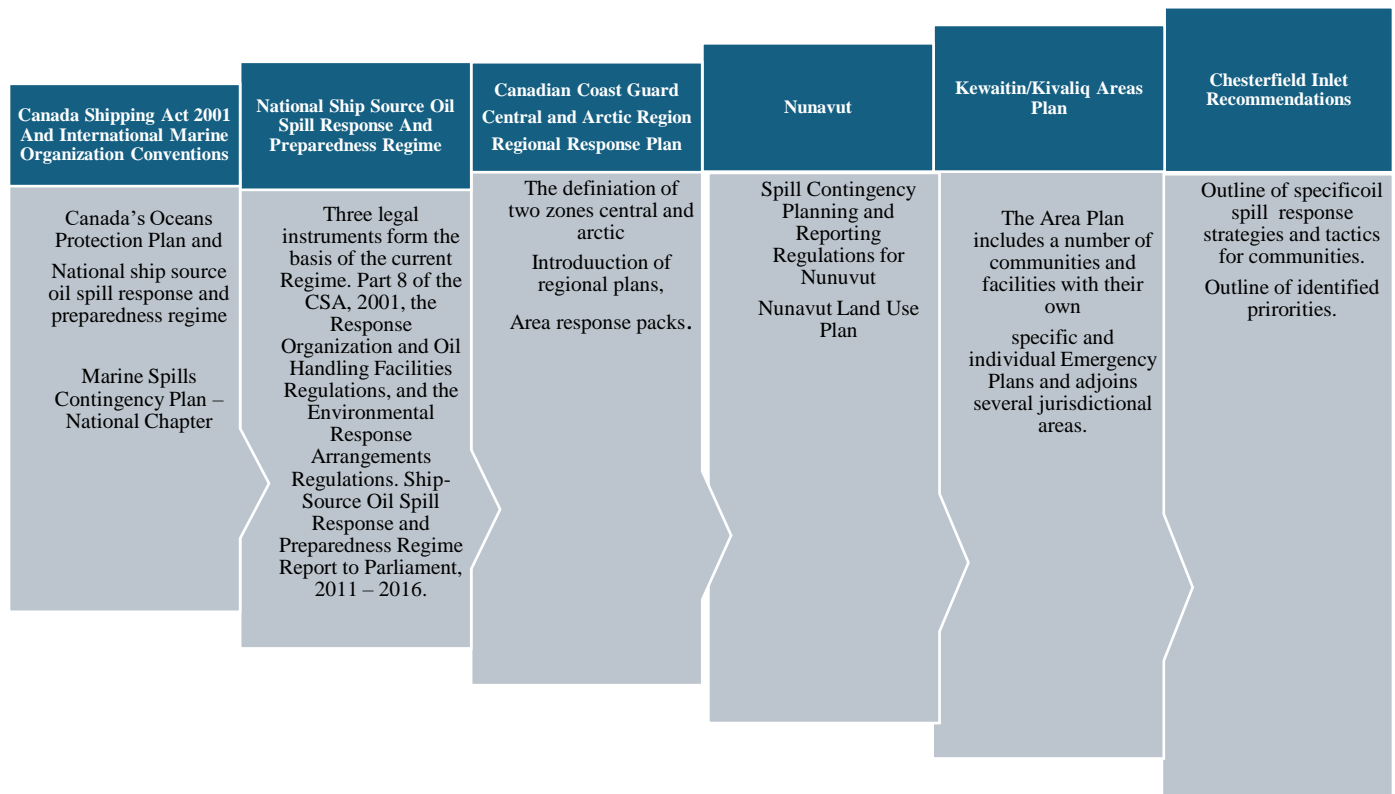 Canada Shipping Act 2001
And International Marine
Organization Conventions
Canada's Oceans
Protection Plan and
National ship source
oil spill response and
preparedness regime
Marine Spills
Contingency Plan –
National Chapter
National Ship Source Oil
Spill Response And
Preparedness Regime
Three legal
instruments form the
basis of the current
Regime. Part 8 of the
CSA, 2001, the
Response
Organization and Oil
Handling Facilities
Regulations, and the
Environmental
Response
Arrangements
Regulations. Ship-
Source Oil Spill
Response and
Preparedness Regime
Report to Parliament,
2011 – 2016.
Canadian Coast Guard
Central and Arctic Region
Regional Response Plan
The definiation of
two zones central and
arctic
Introduuction of
regional plans,
Area response packs.
Nunavut
Spill Contingency
Planning and
Reporting
Regulations for
Nunuvut
Nunavut Land Use
Plan
Kewaitin/Kivaliq Areas
Plan
The Area Plan
includes a number of
communities and
facilities with their
own
specific and
individual Emergency
Plans and adjoins
several jurisdictional
areas.
Chesterfield Inlet
Recommendations
Outline of specificoil
spill response
strategies and tactics
for communities.
Outline of identified
prirorities.